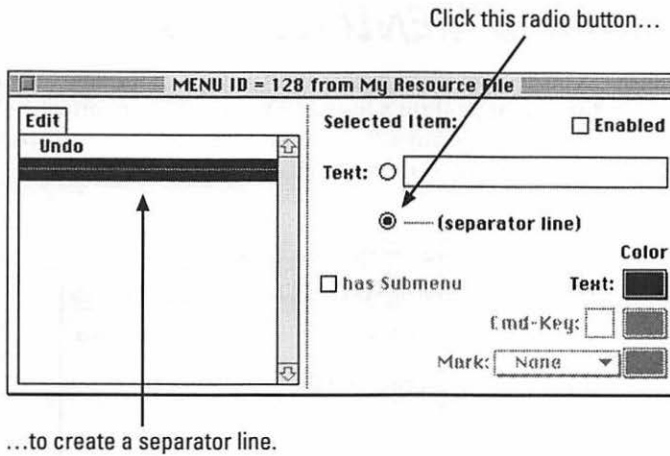 Click this radio button…
MENU ID = 128 from My Resource File
Edit
Undo
Selected Item:
Enabled
Text:
(separator line)
Color
has Submenu
Text:
Cmd-Key:
Mark: None
…to create a separator line.